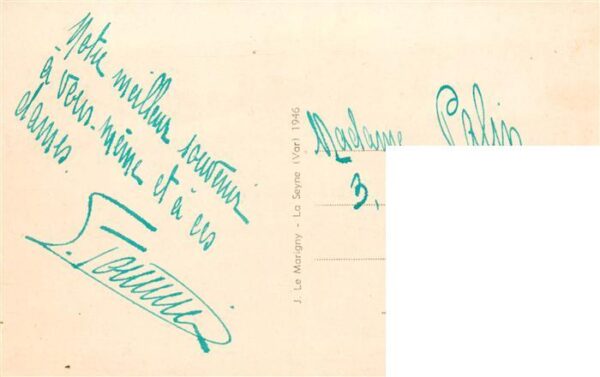 Notre meilleur souvenir
à vous-même et à ces
dames.
J. Le Marigny - La Seyne (Var) 1946
Madame
3,